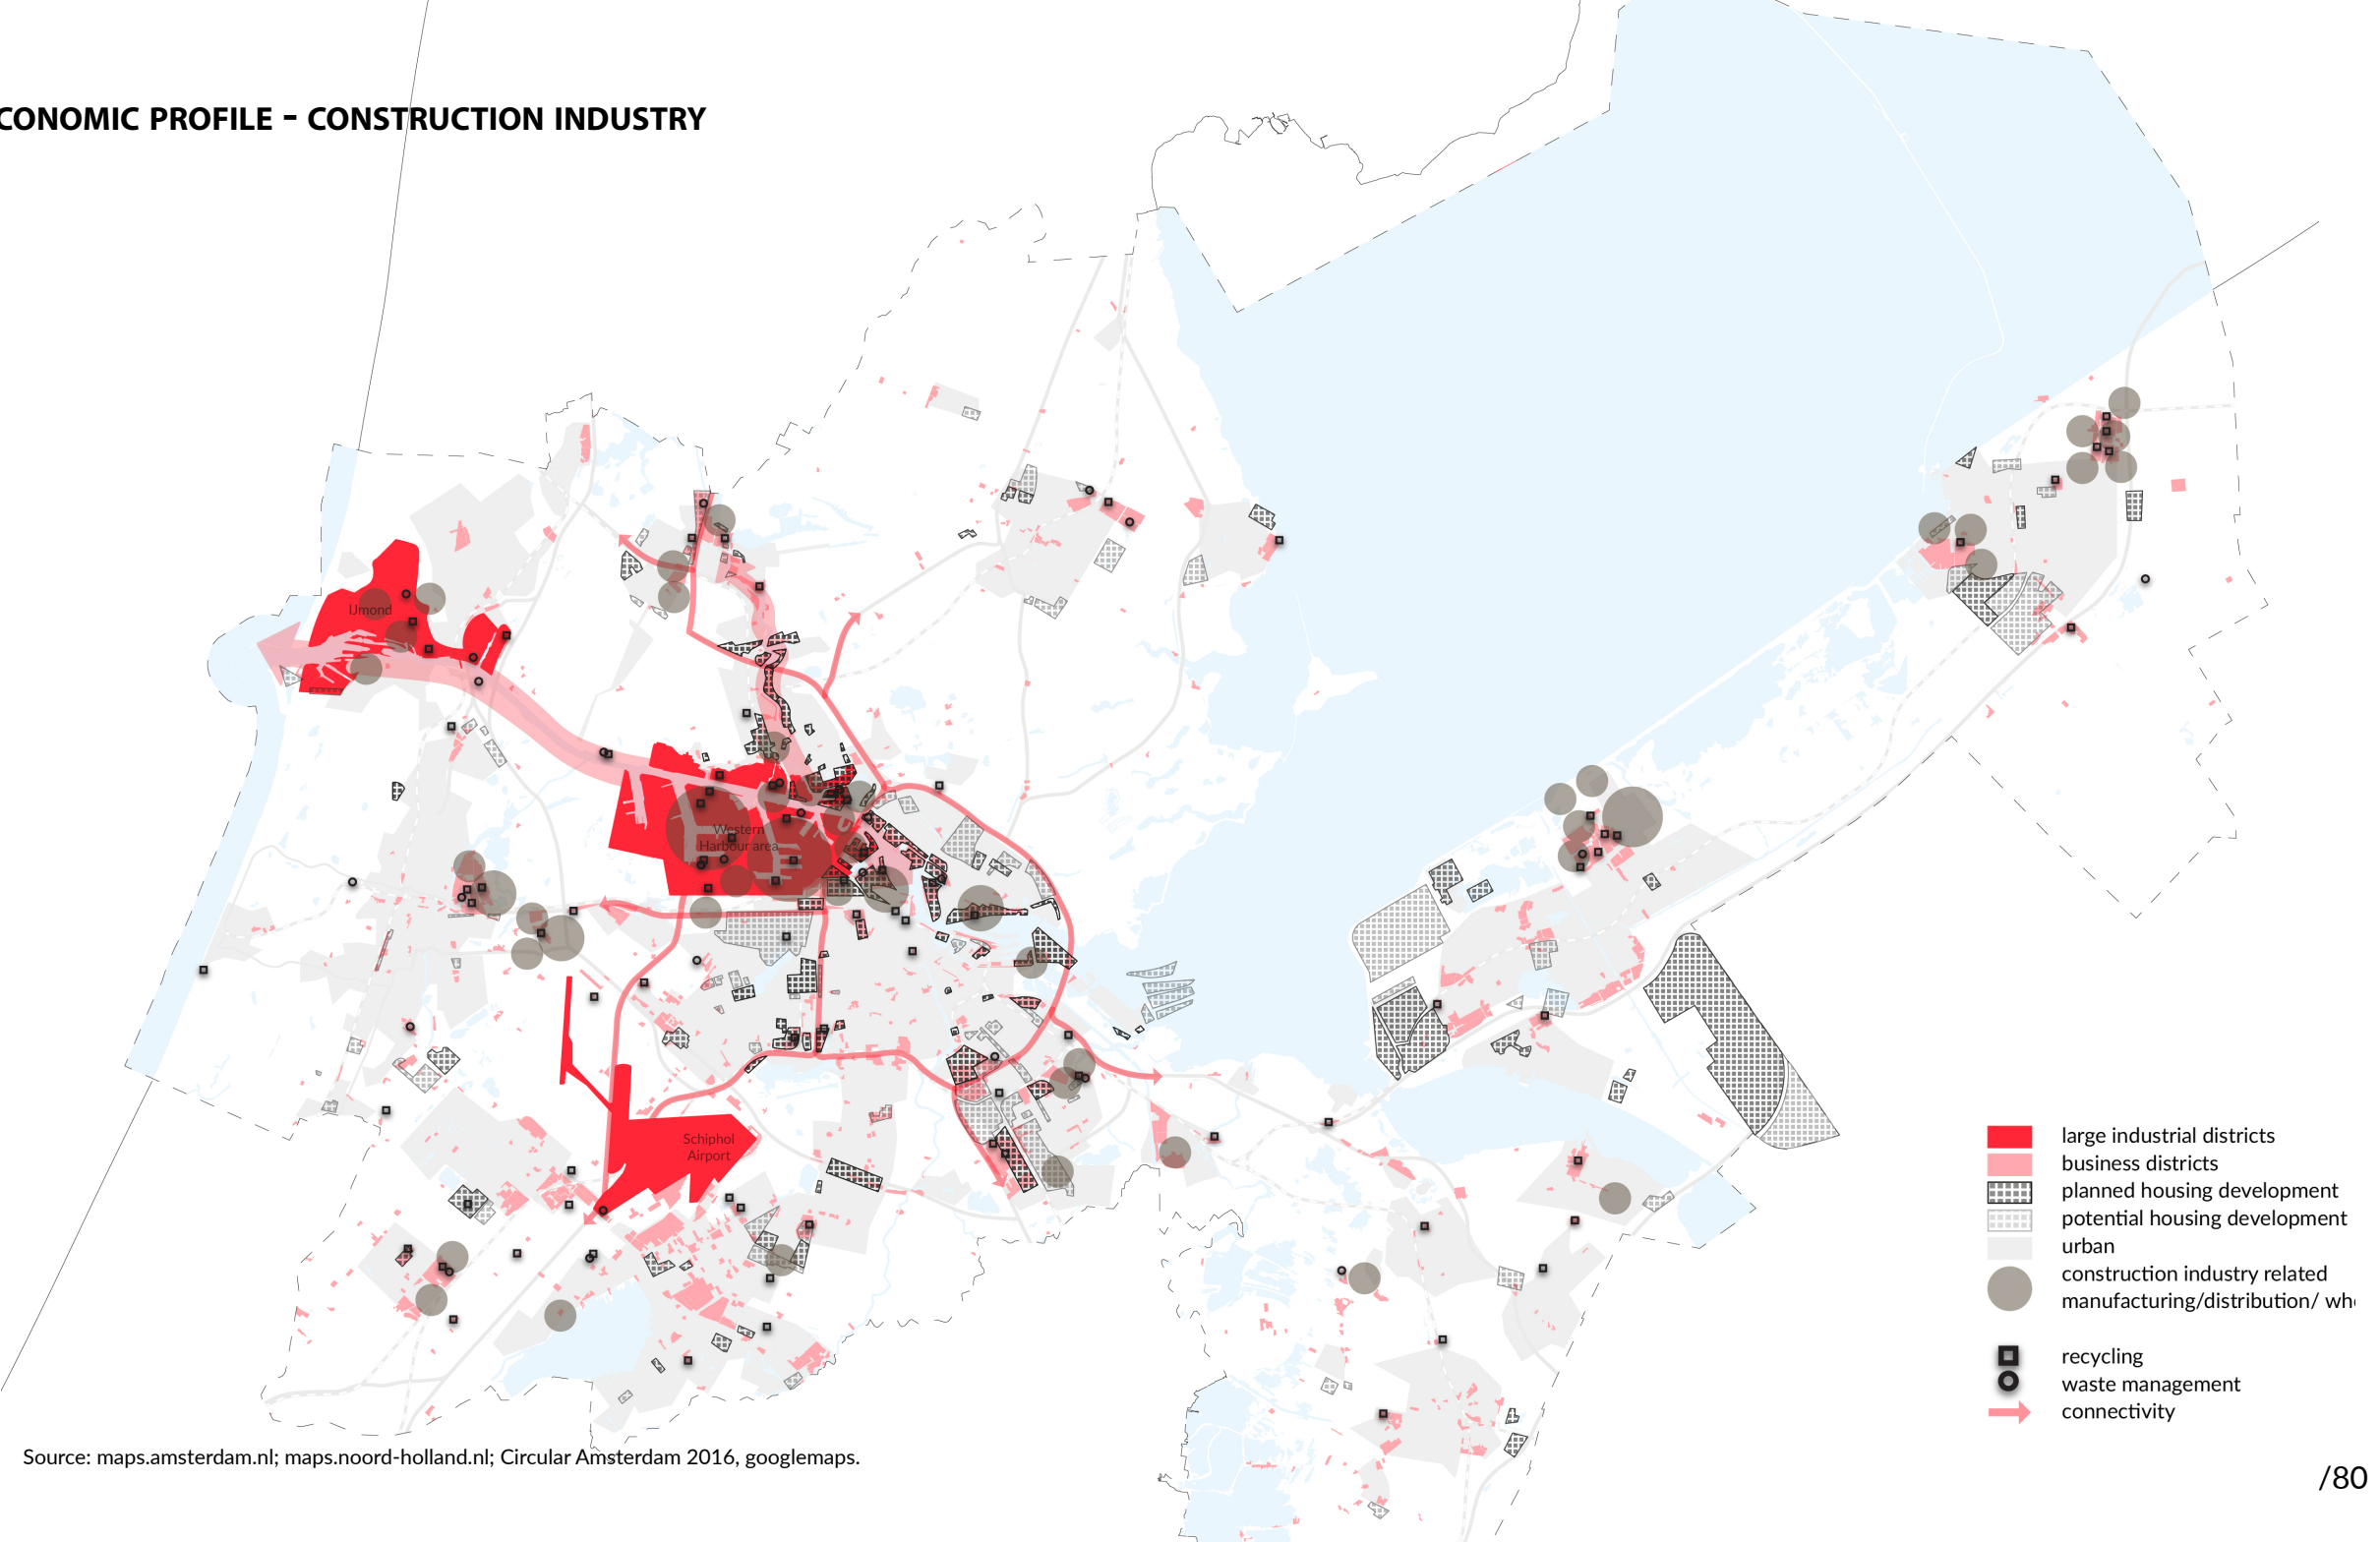 CONOMIC PROFILE - CONSTRUCTION INDUSTRY
IJmond
Western
Harbour area
Schiphol
Airport
large industrial districts
business districts
planned housing development
potential housing development
urban
construction industry related
manufacturing/distribution/ wh
recycling
waste management
connectivity
Source: maps.amsterdam.nl; maps.noord-holland.nl; Circular Amsterdam 2016, googlemaps.
/80